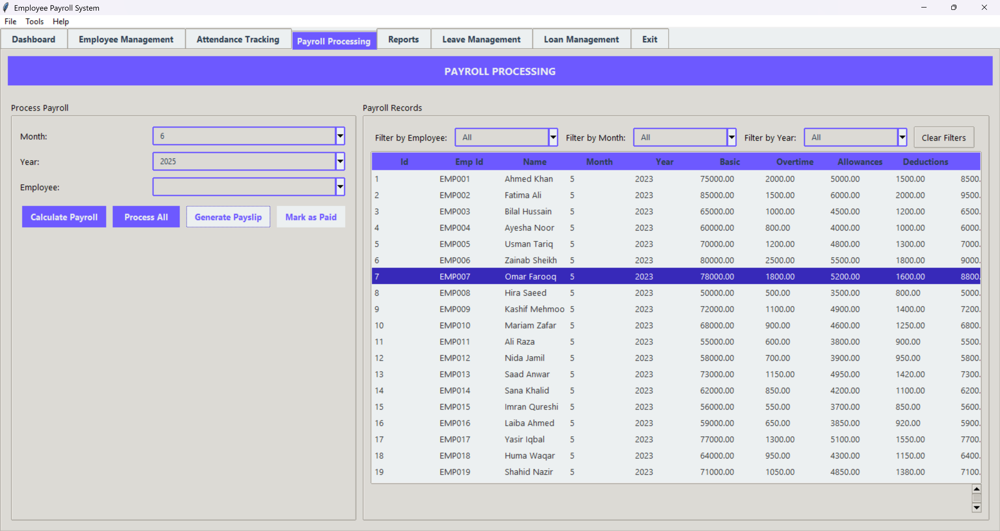 Employee Payroll System
File Tools Help
Dashboard Employee Management Attendance Tracking Payroll Processing Reports Leave Management Loan Management Exit
PAYROLL PROCESSING
Process Payroll
Month: 6
Year: 2025
Employee:
Calculate Payroll Process All Generate Payslip Mark as Paid
Payroll Records
Filter by Employee: All Filter by Month: All Filter by Year: All Clear Filters
Id Emp Id Name Month Year Basic Overtime Allowances Deductions
1 EMP001 Ahmed Khan 5 2023 75000.00 2000.00 5000.00 1500.00 8500.
2 EMP002 Fatima Ali 5 2023 85000.00 1500.00 6000.00 2000.00 9500.
3 EMP003 Bilal Hussain 5 2023 65000.00 1000.00 4500.00 1200.00 6500.
4 EMP004 Ayesha Noor 5 2023 60000.00 800.00 4000.00 1000.00 6000.
5 EMP005 Usman Tariq 5 2023 70000.00 1200.00 4800.00 1300.00 7000.
6 EMP006 Zainab Sheikh 5 2023 80000.00 2500.00 5500.00 1800.00 9000.
7 EMP007 Omar Farooq 5 2023 78000.00 1800.00 5200.00 1600.00 8800.
8 EMP008 Hira Saeed 5 2023 50000.00 500.00 3500.00 800.00 5000.
9 EMP009 Kashif Mehmoo 5 2023 72000.00 1100.00 4900.00 1400.00 7200.
10 EMP010 Mariam Zafar 5 2023 68000.00 900.00 4600.00 1250.00 6800.
11 EMP011 Ali Raza 5 2023 55000.00 600.00 3800.00 900.00 5500.
12 EMP012 Nida Jamil 5 2023 58000.00 700.00 3900.00 950.00 5800.
13 EMP013 Saad Anwar 5 2023 73000.00 1150.00 4950.00 1420.00 7300.
14 EMP014 Sana Khalid 5 2023 62000.00 850.00 4200.00 1100.00 6200.
15 EMP015 Imran Qureshi 5 2023 56000.00 550.00 3700.00 850.00 5600.
16 EMP016 Laiba Ahmed 5 2023 59000.00 650.00 3850.00 920.00 5900.
17 EMP017 Yasir Iqbal 5 2023 77000.00 1300.00 5100.00 1550.00 7700.
18 EMP018 Huma Waqar 5 2023 64000.00 950.00 4300.00 1150.00 6400.
19 EMP019 Shahid Nazir 5 2023 71000.00 1050.00 4850.00 1380.00 7100.